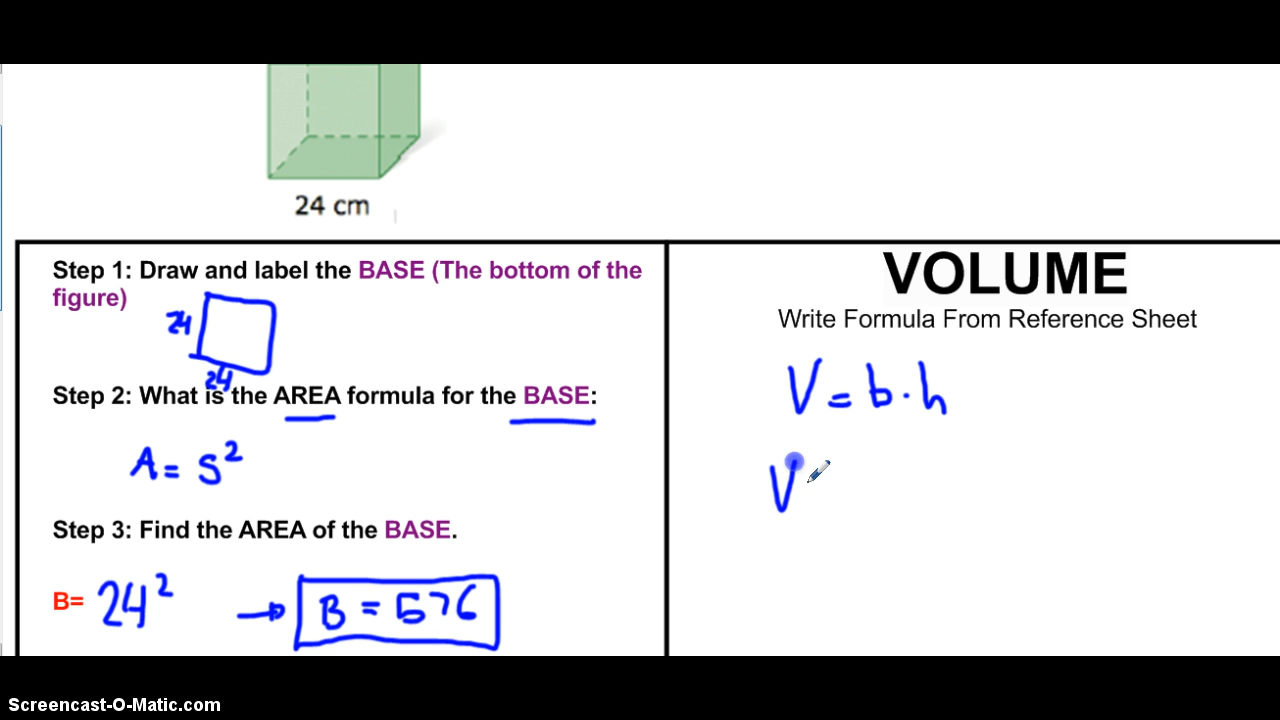 24 cm
Step 1: Draw and label the BASE (The bottom of the
figure)
24
24
Step 2: What is the AREA formula for the BASE:
A = S²
Step 3: Find the AREA of the BASE.
B= 24² → B = 576
VOLUME
Write Formula From Reference Sheet
V = b · h
V
Screencast-O-Matic.com